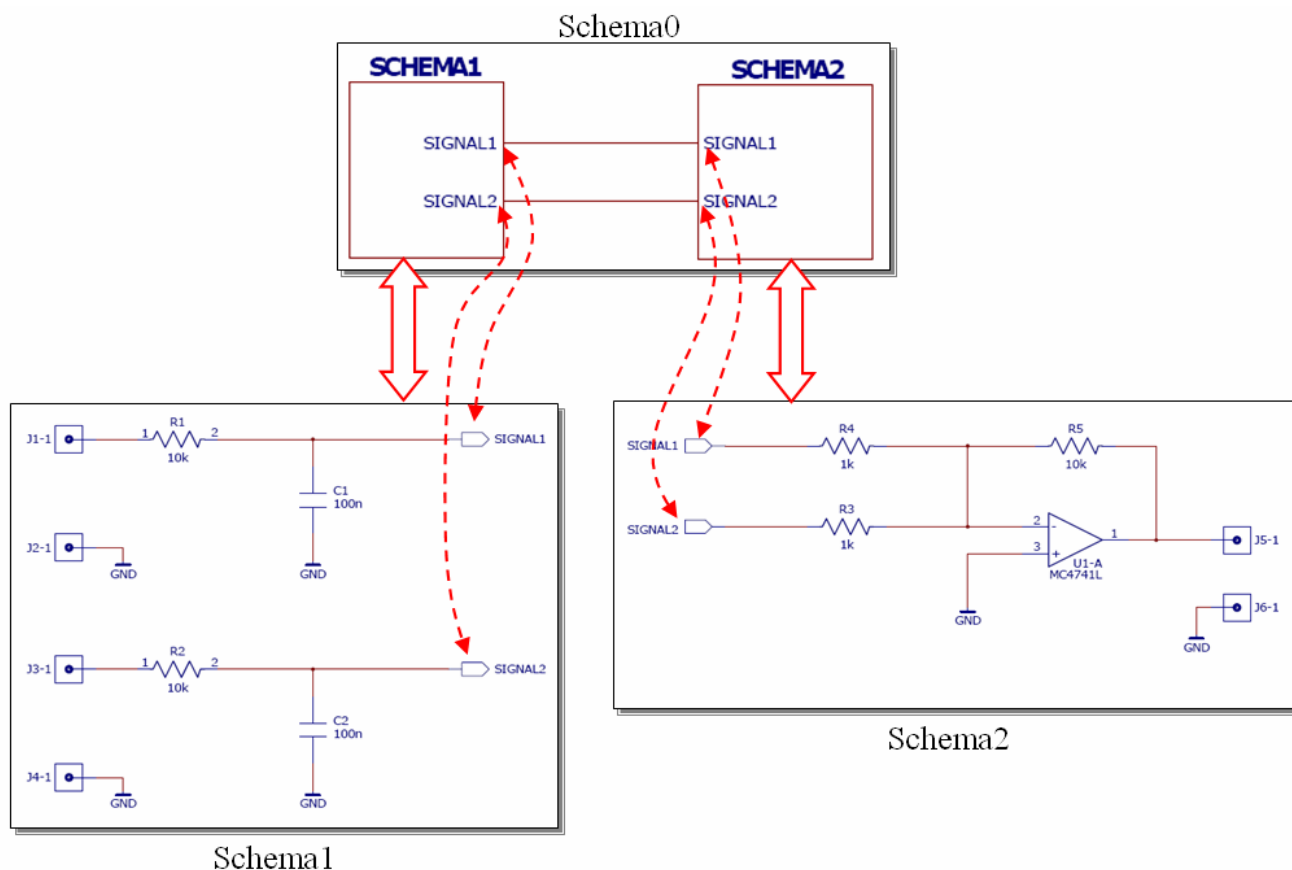 Schema0
SCHEMA1 SCHEMA2
SIGNAL1 SIGNAL1
SIGNAL2 SIGNAL2
R1
J1-1 1 2 SIGNAL1
10k
C1
100n
J2-1
GND GND
R2
J3-1 1 2 SIGNAL2
10k
C2
100n
J4-1
GND GND
Schema1
R4 R5
SIGNAL1
1k 10k
R3
SIGNAL2 2 -
1k
3 + 1 J5-1
U1-A
MC4741L
GND J6-1
GND
Schema2